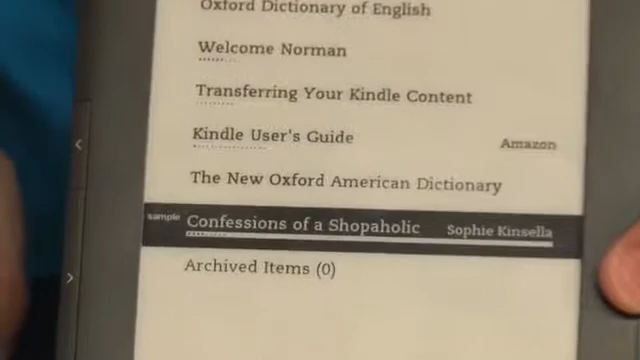 Oxford Dictionary of English
Welcome Norman
Transferring Your Kindle Content
Kindle User's Guide Amazon
The New Oxford American Dictionary
sample Confessions of a Shopaholic Sophie Kinsella
Archived Items (0)